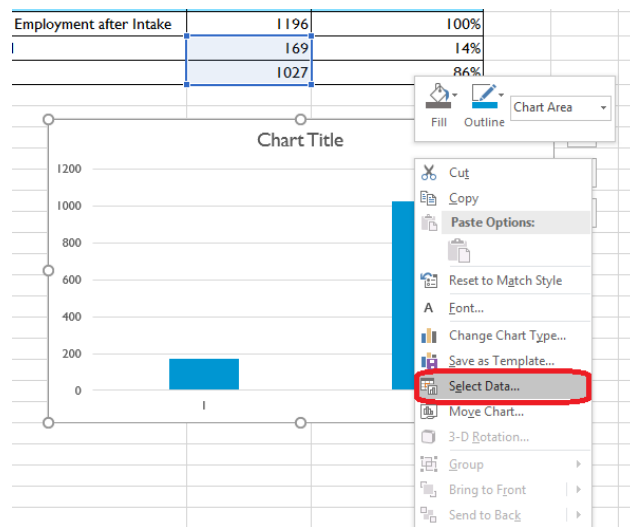 Employment after Intake 1196 100%
169 14%
1027 86%
Fill Outline Chart Area
Chart Title
1200
1000
800
600
400
200
0
1
Cut
Copy
Paste Options:
Reset to Match Style
A Font...
Change Chart Type...
Save as Template...
Select Data...
Move Chart...
3-D Rotation...
Group
Bring to Front
Send to Back